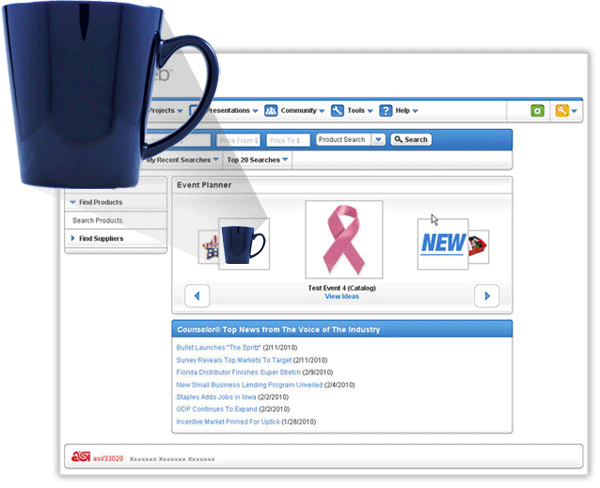 eb™
Projects Presentations Community Tools Help
Price From $ Price To $ Product Search Search
My Recent Searches Top 20 Searches
Event Planner
Find Products
Search Products
Find Suppliers
NEW
Test Event 4 (Catalog)
View Ideas
Counselor® Top News from The Voice of The Industry
Bullet Launches "The Spritz" (2/11/2010)
Survey Reveals Top Markets To Target (2/11/2010)
Florida Distributor Finishes Super Stretch (2/9/2010)
New Small Business Lending Program Unveiled (2/4/2010)
Staples Adds Jobs in Iowa (2/2/2010)
GDP Continues To Expand (2/2/2010)
Incentive Market Primed For Uptick (1/28/2010)
asi asi/33020 Xxxxxxx Xxxxxxx Xxxxxxx